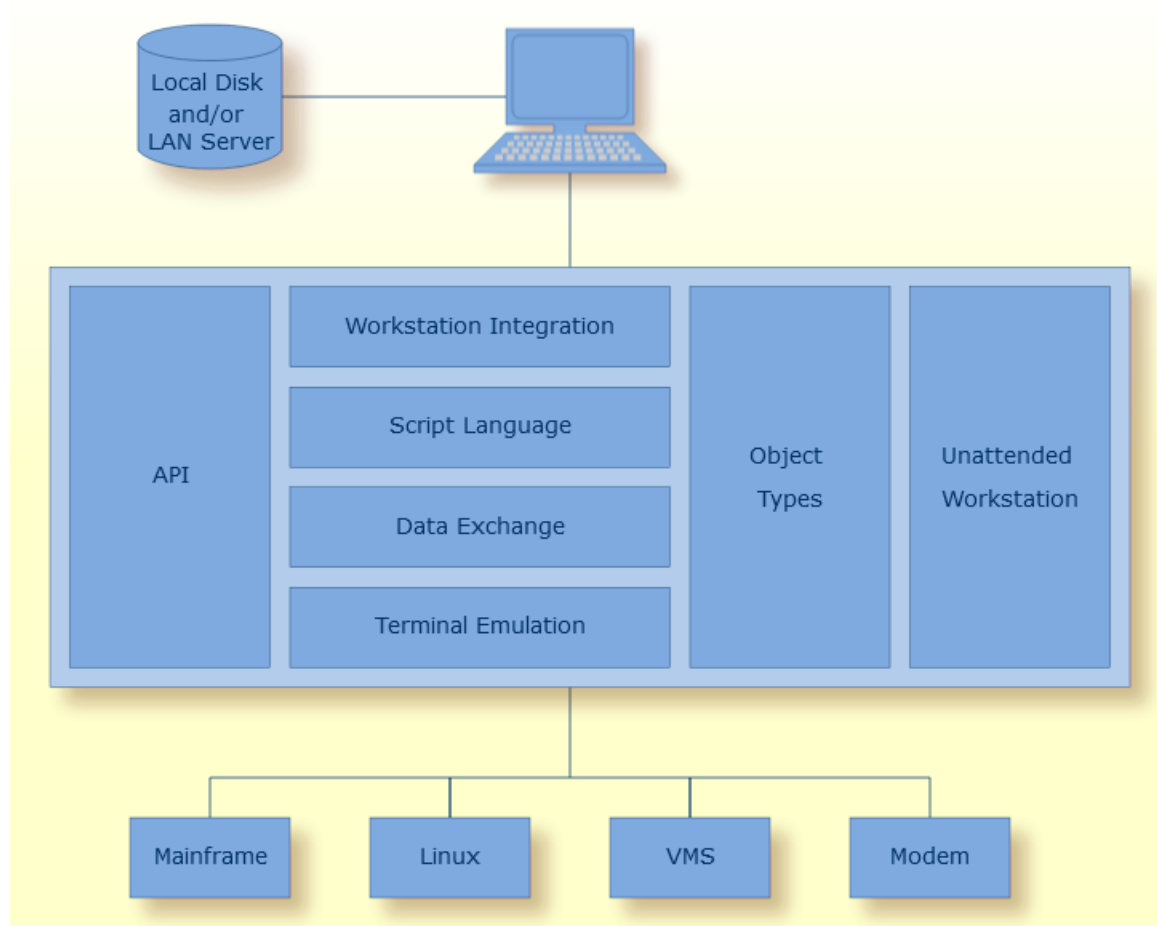 Local Disk
and/or
LAN Server
API
Workstation Integration
Script Language
Data Exchange
Terminal Emulation
Object
Types
Unattended
Workstation
Mainframe
Linux
VMS
Modem